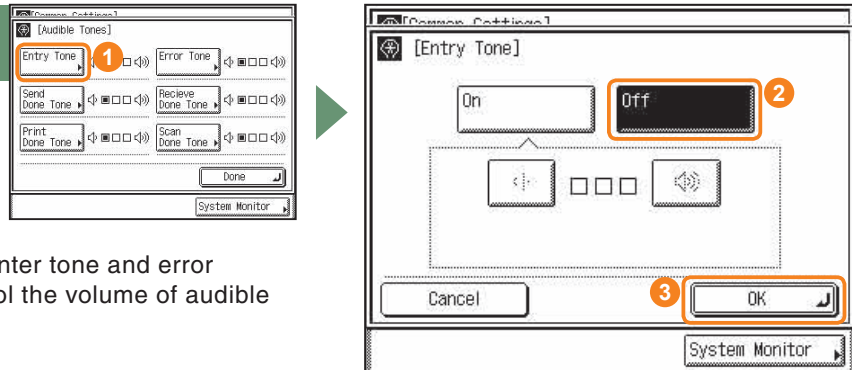 [Common Settings]
[Audible Tones]
Entry Tone
1
Error Tone
Send
Done Tone
Recieve
Done Tone
Print
Done Tone
Scan
Done Tone
Done
System Monitor
nter tone and error
ol the volume of audible
[Common Settings]
[Entry Tone]
On
Off
2
Cancel
3
OK
System Monitor